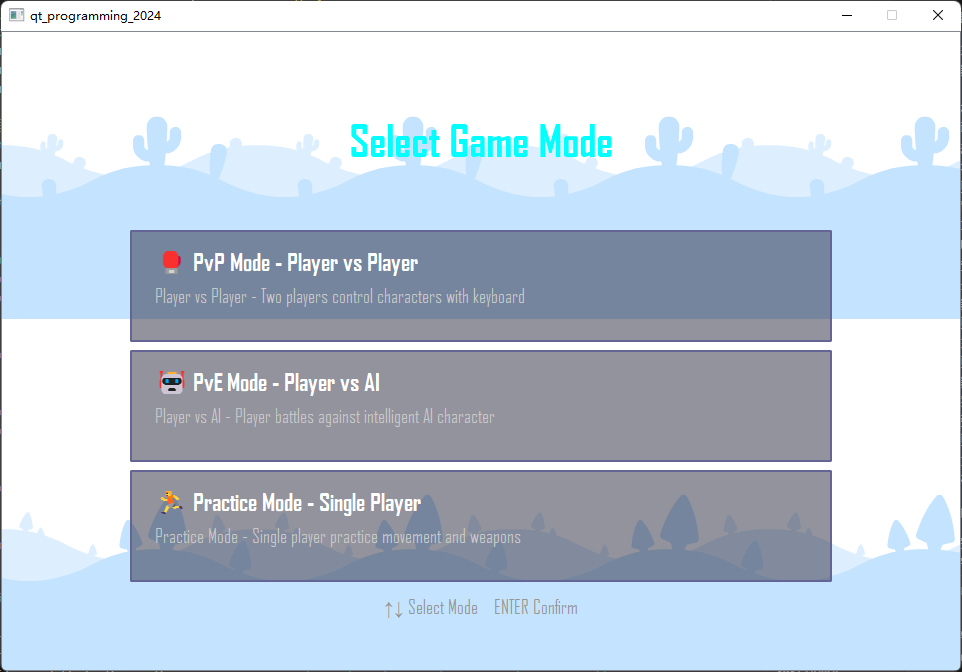 qt_programming_2024
Select Game Mode
PvP Mode - Player vs Player
Player vs Player - Two players control characters with keyboard
PvE Mode - Player vs AI
Player vs AI - Player battles against intelligent AI character
Practice Mode - Single Player
Practice Mode - Single player practice movement and weapons
↑↓ Select Mode ENTER Confirm